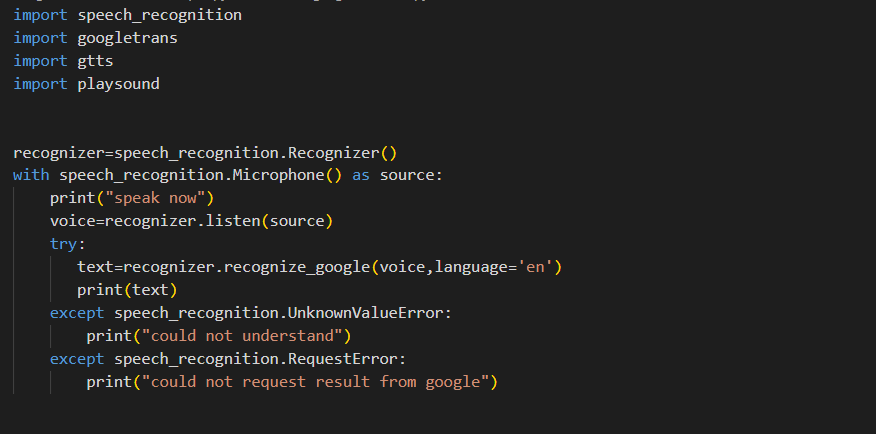 import speech_recognition
import googletrans
import gtts
import playsound
recognizer=speech_recognition.Recognizer()
with speech_recognition.Microphone() as source:
    print("speak now")
    voice=recognizer.listen(source)
    try:
       text=recognizer.recognize_google(voice,language='en')
       print(text)
    except speech_recognition.UnknownValueError:
        print("could not understand")
    except speech_recognition.RequestError:
        print("could not request result from google")